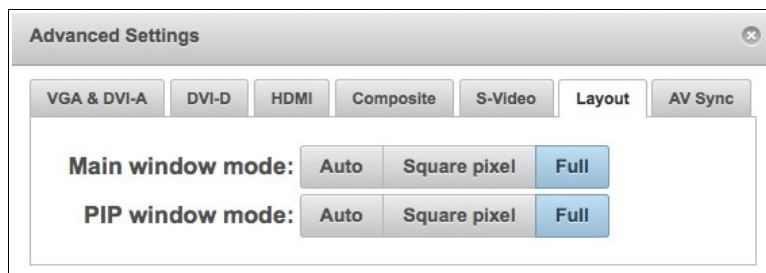 Advanced Settings
VGA & DVI-A DVI-D HDMI Composite S-Video Layout AV Sync
Main window mode: Auto Square pixel Full
PIP window mode: Auto Square pixel Full